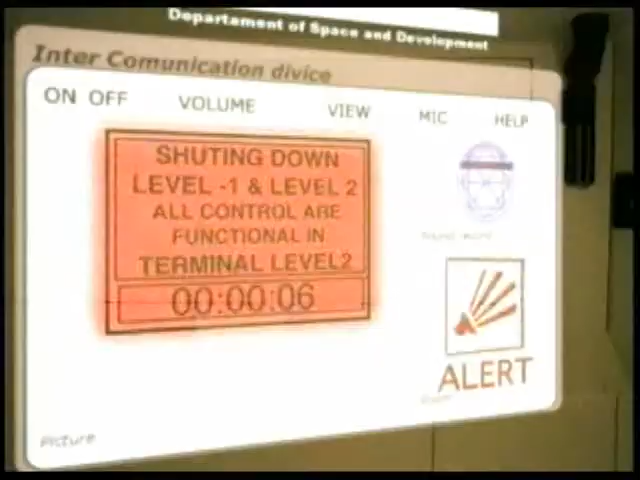 Departament of Space and Development
Inter Comunication divice
ON OFF VOLUME VIEW MIC HELP
SHUTING DOWN
LEVEL -1 & LEVEL 2
ALL CONTROL ARE
FUNCTIONAL IN
TERMINAL LEVEL2
00:00:06
ALERT
Picture